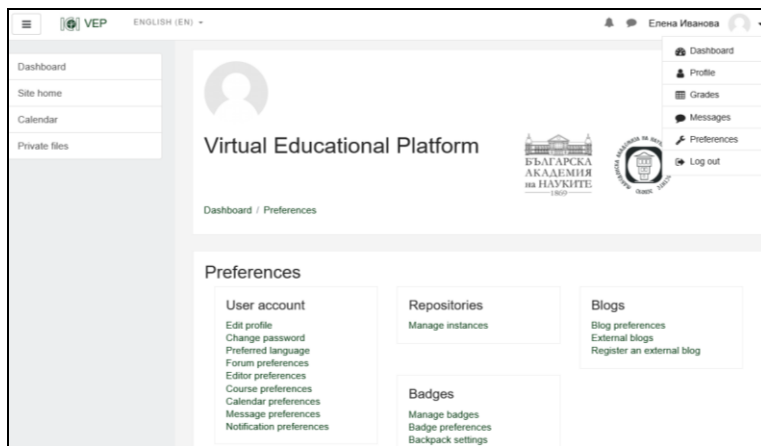 VEP ENGLISH (EN)
Елена Иванова
Dashboard
Profile
Grades
Messages
Preferences
Log out
Dashboard
Site home
Calendar
Private files
Virtual Educational Platform
БЪЛГАРСКА
АКАДЕМИЯ
на НАУКИТЕ
1869
Dashboard / Preferences
Preferences
User account
Edit profile
Change password
Preferred language
Forum preferences
Editor preferences
Course preferences
Calendar preferences
Message preferences
Notification preferences
Repositories
Manage instances
Badges
Manage badges
Badge preferences
Backpack settings
Blogs
Blog preferences
External blogs
Register an external blog